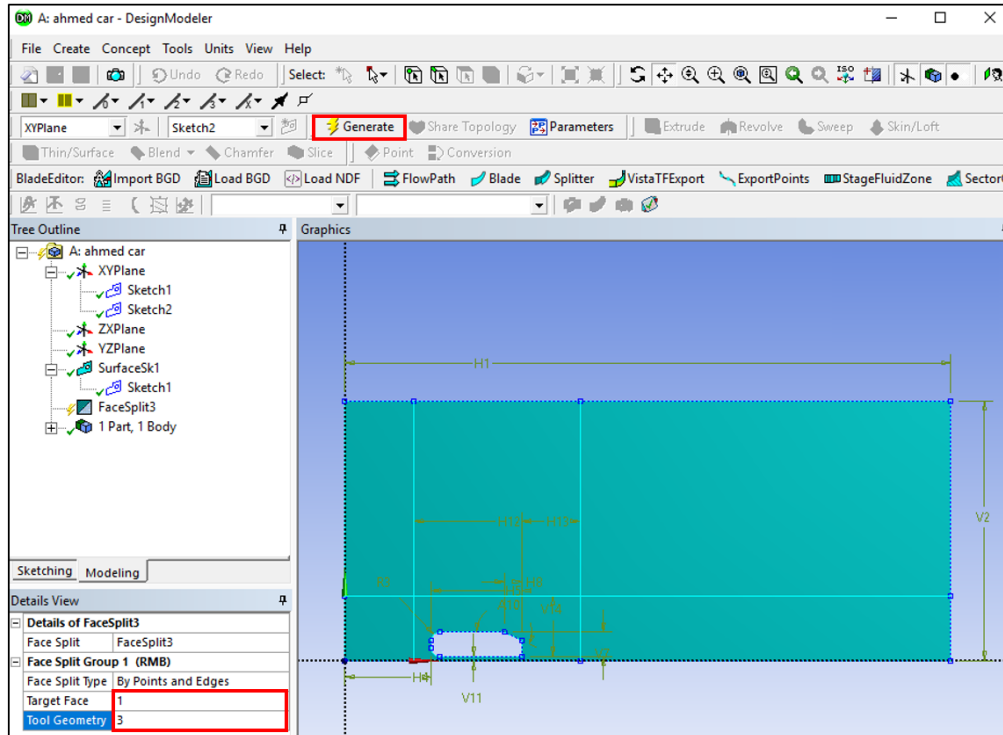 DM A: ahmed car - DesignModeler
File Create Concept Tools Units View Help
Undo Redo Select: ISO
XYPlane Sketch2 Generate Share Topology Parameters Extrude Revolve Sweep Skin/Loft
Thin/Surface Blend Chamfer Slice Point Conversion
BladeEditor: Import BGD Load BGD Load NDF FlowPath Blade Splitter VistaTFExport ExportPoints StageFluidZone Sector
Tree Outline
Graphics
A: ahmed car
XYPlane
Sketch1
Sketch2
ZXPlane
YZPlane
SurfaceSk1
Sketch1
FaceSplit3
1 Part, 1 Body
Sketching Modeling
Details View
Details of FaceSplit3
Face Split FaceSplit3
Face Split Group 1 (RMB)
Face Split Type By Points and Edges
Target Face 1
Tool Geometry 3
H1
V2
V11